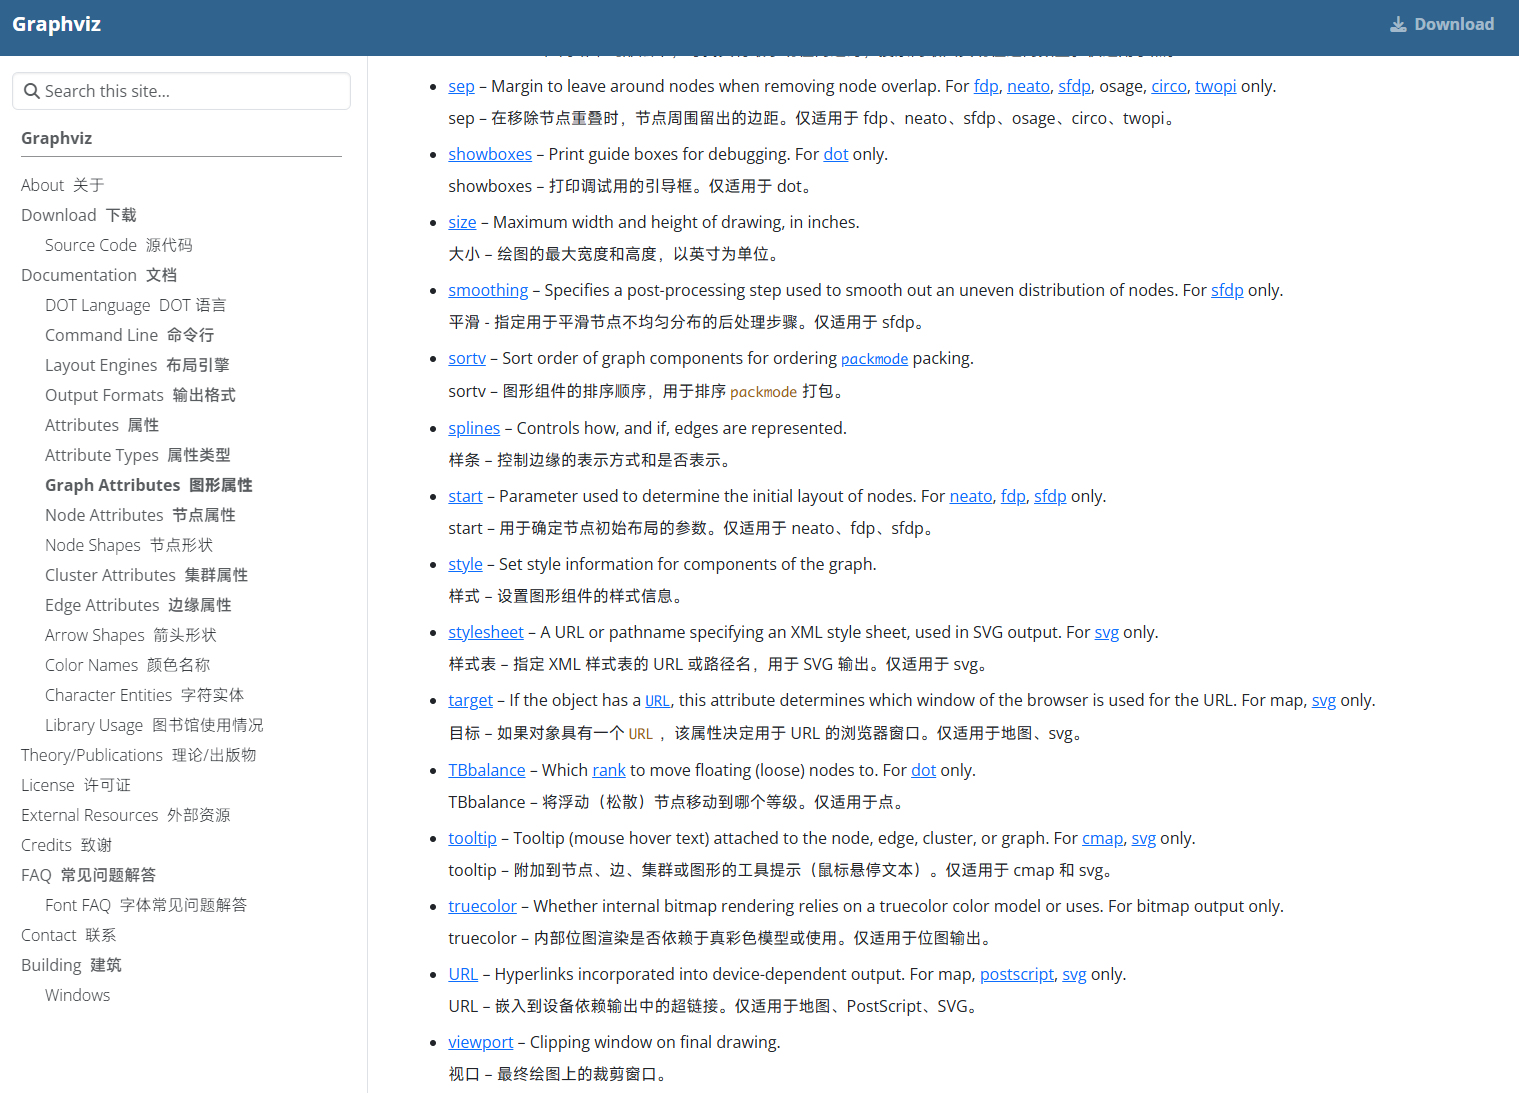 Graphviz
Download
Search this site…
Graphviz
About 关于
Download 下载
Source Code 源代码
Documentation 文档
DOT Language DOT 语言
Command Line 命令行
Layout Engines 布局引擎
Output Formats 输出格式
Attributes 属性
Attribute Types 属性类型
Graph Attributes 图形属性
Node Attributes 节点属性
Node Shapes 节点形状
Cluster Attributes 集群属性
Edge Attributes 边缘属性
Arrow Shapes 箭头形状
Color Names 颜色名称
Character Entities 字符实体
Library Usage 图书馆使用情况
Theory/Publications 理论/出版物
License 许可证
External Resources 外部资源
Credits 致谢
FAQ 常见问题解答
Font FAQ 字体常见问题解答
Contact 联系
Building 建筑
Windows
sep – Margin to leave around nodes when removing node overlap. For fdp, neato, sfdp, osage, circo, twopi only.
sep – 在移除节点重叠时，节点周围留出的边距。仅适用于 fdp、neato、sfdp、osage、circo、twopi。
showboxes – Print guide boxes for debugging. For dot only.
showboxes – 打印调试用的引导框。仅适用于 dot。
size – Maximum width and height of drawing, in inches.
大小 – 绘图的最大宽度和高度，以英寸为单位。
smoothing – Specifies a post-processing step used to smooth out an uneven distribution of nodes. For sfdp only.
平滑 - 指定用于平滑节点不均匀分布的后处理步骤。仅适用于 sfdp。
sortv – Sort order of graph components for ordering packmode packing.
sortv – 图形组件的排序顺序，用于排序 packmode 打包。
splines – Controls how, and if, edges are represented.
样条 – 控制边缘的表示方式和是否表示。
start – Parameter used to determine the initial layout of nodes. For neato, fdp, sfdp only.
start – 用于确定节点初始布局的参数。仅适用于 neato、fdp、sfdp。
style – Set style information for components of the graph.
样式 – 设置图形组件的样式信息。
stylesheet – A URL or pathname specifying an XML style sheet, used in SVG output. For svg only.
样式表 – 指定 XML 样式表的 URL 或路径名，用于 SVG 输出。仅适用于 svg。
target – If the object has a URL, this attribute determines which window of the browser is used for the URL. For map, svg only.
目标 – 如果对象具有一个 URL ，该属性决定用于 URL 的浏览器窗口。仅适用于地图、svg。
TBbalance – Which rank to move floating (loose) nodes to. For dot only.
TBbalance – 将浮动（松散）节点移动到哪个等级。仅适用于点。
tooltip – Tooltip (mouse hover text) attached to the node, edge, cluster, or graph. For cmap, svg only.
tooltip – 附加到节点、边、集群或图形的工具提示（鼠标悬停文本）。仅适用于 cmap 和 svg。
truecolor – Whether internal bitmap rendering relies on a truecolor color model or uses. For bitmap output only.
truecolor – 内部位图渲染是否依赖于真彩色模型或使用。仅适用于位图输出。
URL – Hyperlinks incorporated into device-dependent output. For map, postscript, svg only.
URL – 嵌入到设备依赖输出中的超链接。仅适用于地图、PostScript、SVG。
viewport – Clipping window on final drawing.
视口 – 最终绘图上的裁剪窗口。